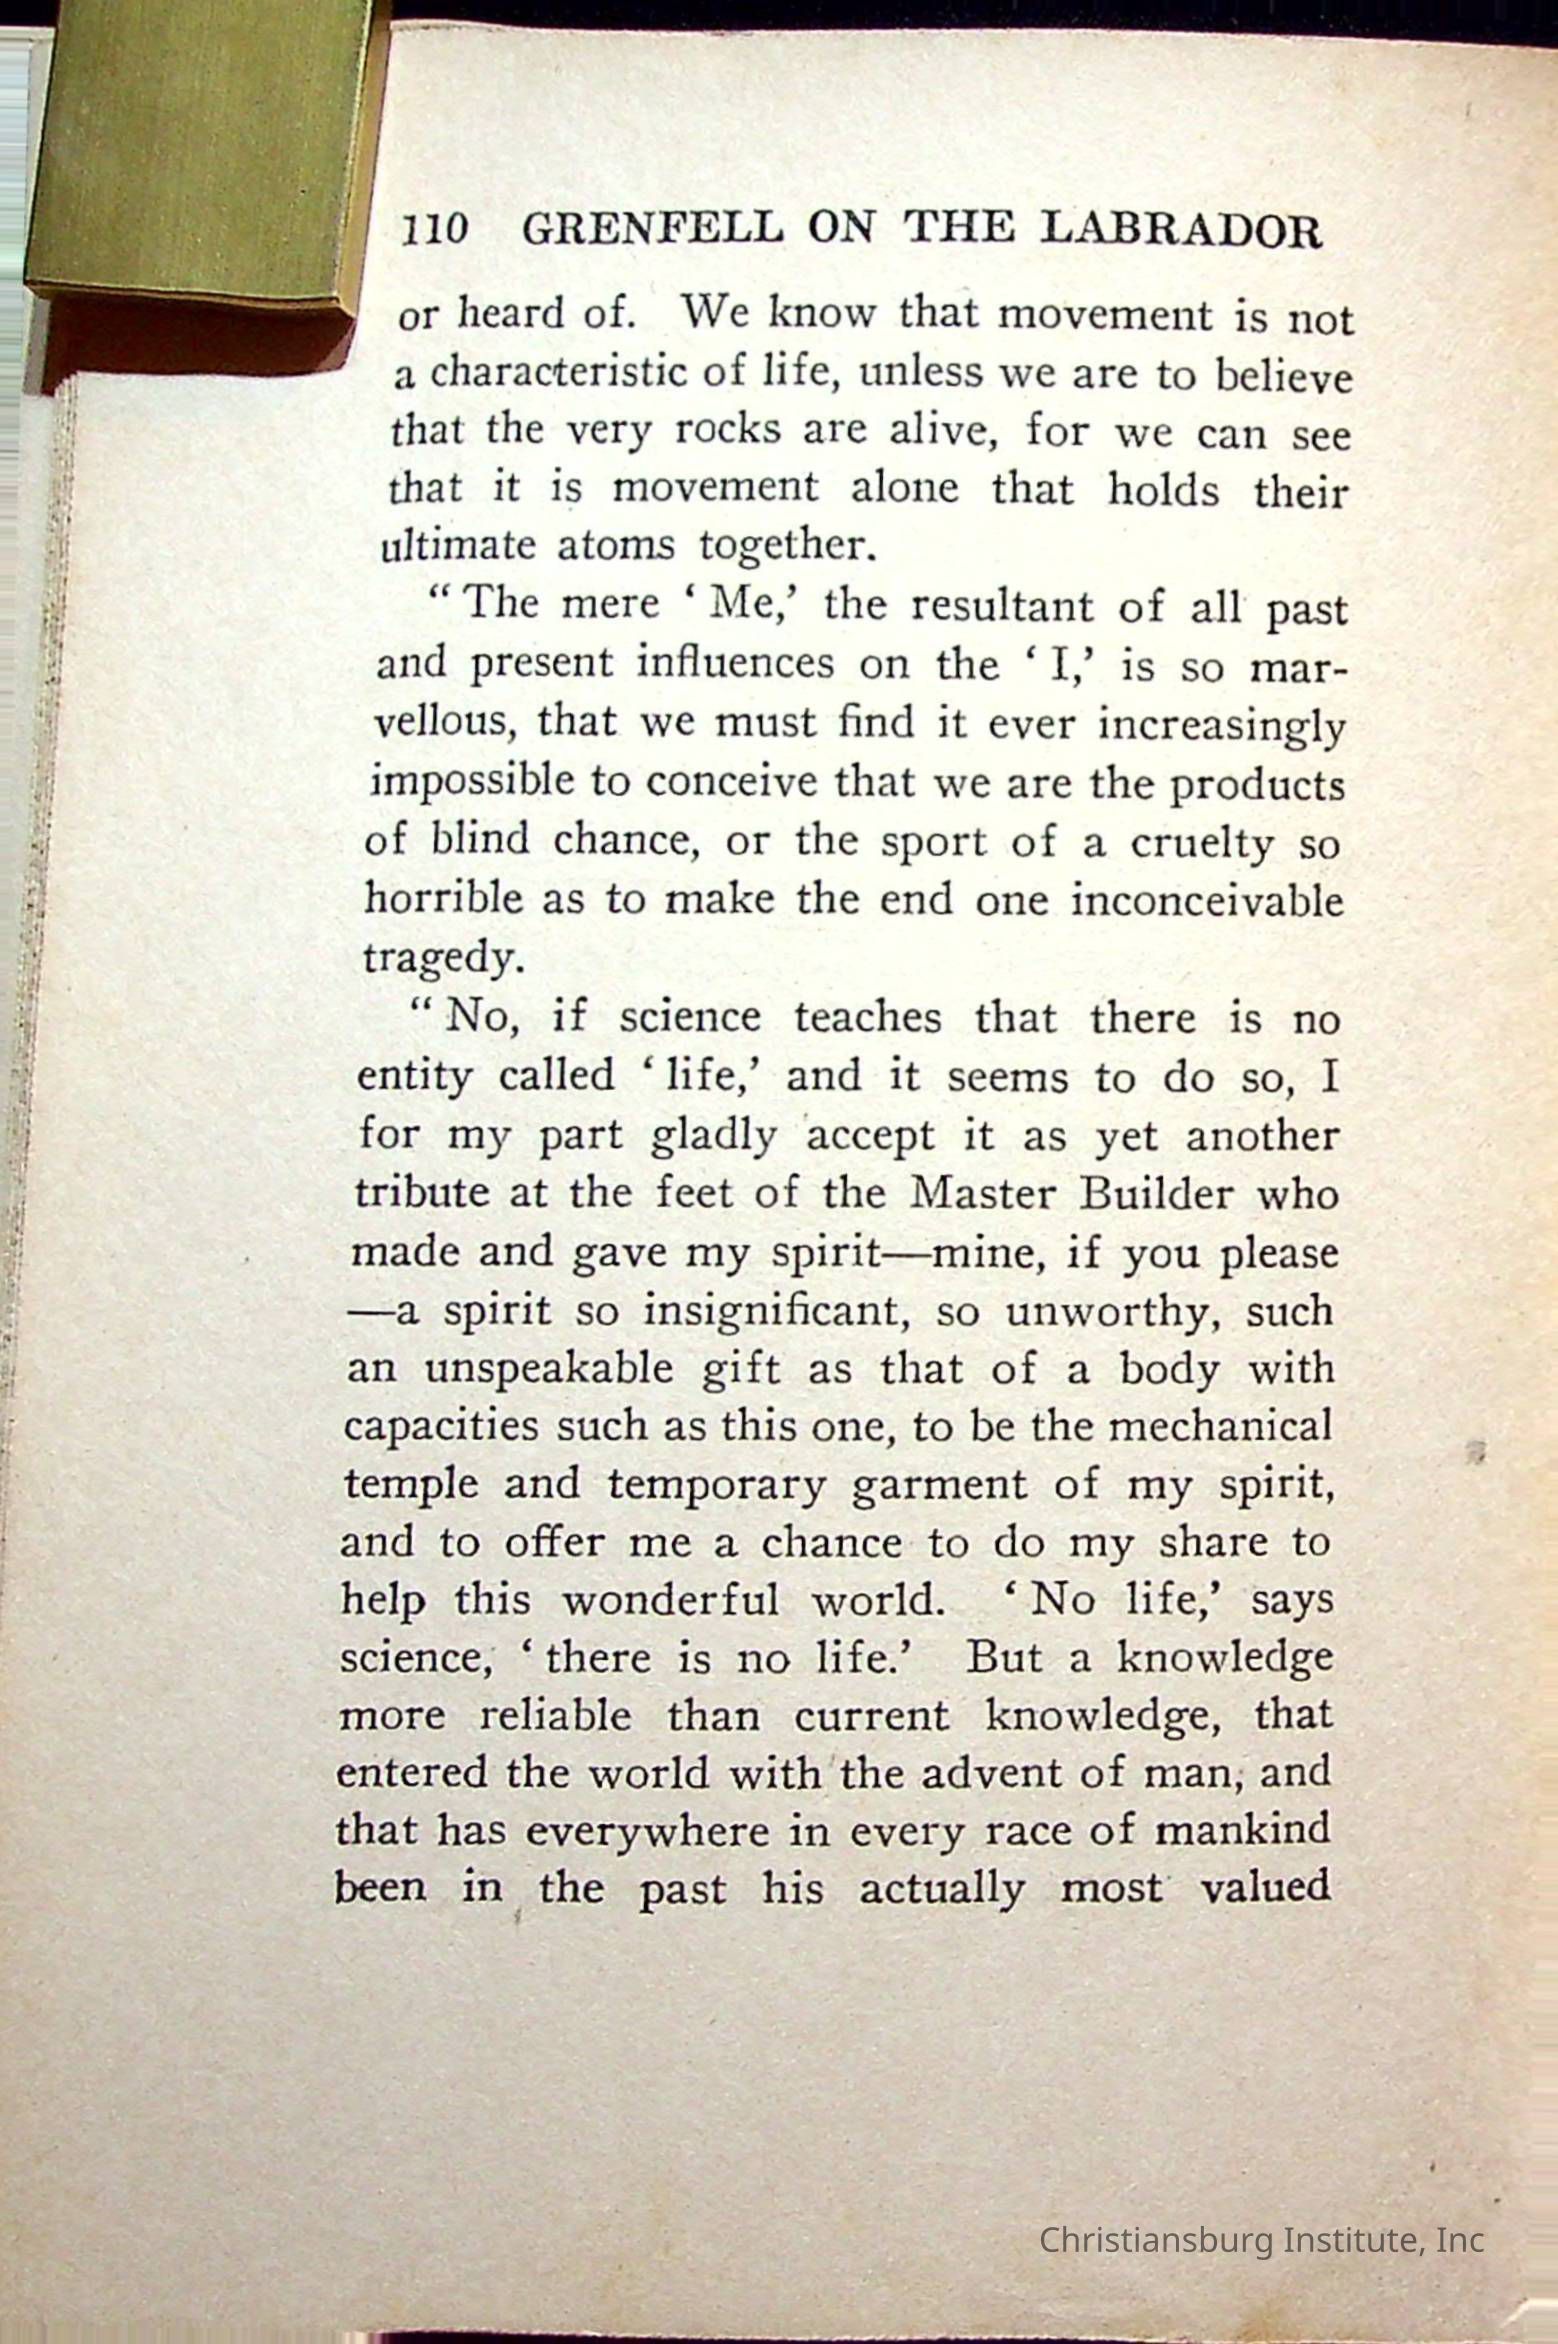 110 GRENFELL ON THE LABRADOR
or heard of. We know that movement is not
a characteristic of life, unless we are to believe
that the very rocks are alive, for we can see
that it is movement alone that holds their
ultimate atoms together.
“ The mere ‘ Me,’ the resultant of all past
and present influences on the ‘ I,’ is so mar-
vellous, that we must find it ever increasingly
impossible to conceive that we are the products
of blind chance, or the sport of a cruelty so
horrible as to make the end one inconceivable
tragedy.
“ No, if science teaches that there is no
entity called ‘ life,’ and it seems to do so, I
for my part gladly accept it as yet another
tribute at the feet of the Master Builder who
made and gave my spirit—mine, if you please
—a spirit so insignificant, so unworthy, such
an unspeakable gift as that of a body with
capacities such as this one, to be the mechanical
temple and temporary garment of my spirit,
and to offer me a chance to do my share to
help this wonderful world. ‘ No life,’ says
science, ‘ there is no life.’ But a knowledge
more reliable than current knowledge, that
entered the world with the advent of man, and
that has everywhere in every race of mankind
been in the past his actually most valued
Christiansburg Institute, Inc